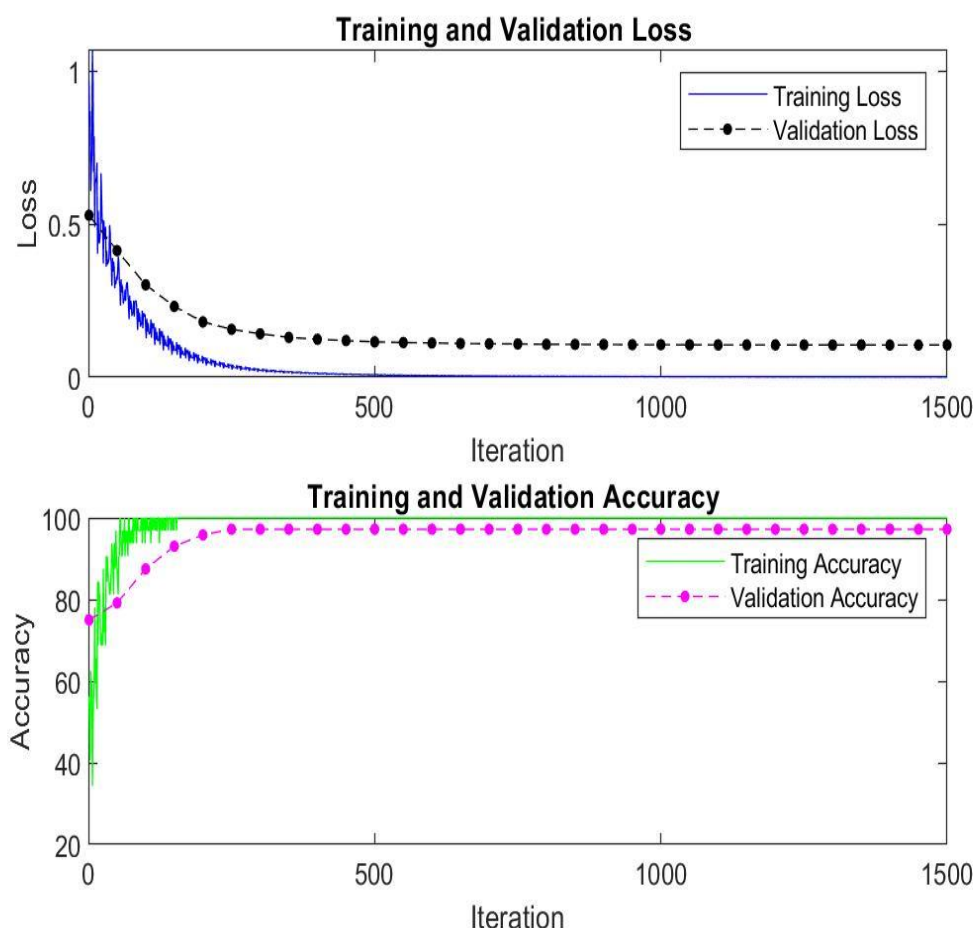 Training and Validation Loss
1
Training Loss
Validation Loss
Loss
0.5
0
0 500 1000 1500
Iteration
Training and Validation Accuracy
100
Training Accuracy
Validation Accuracy
80
Accuracy
60
40
20
0 500 1000 1500
Iteration